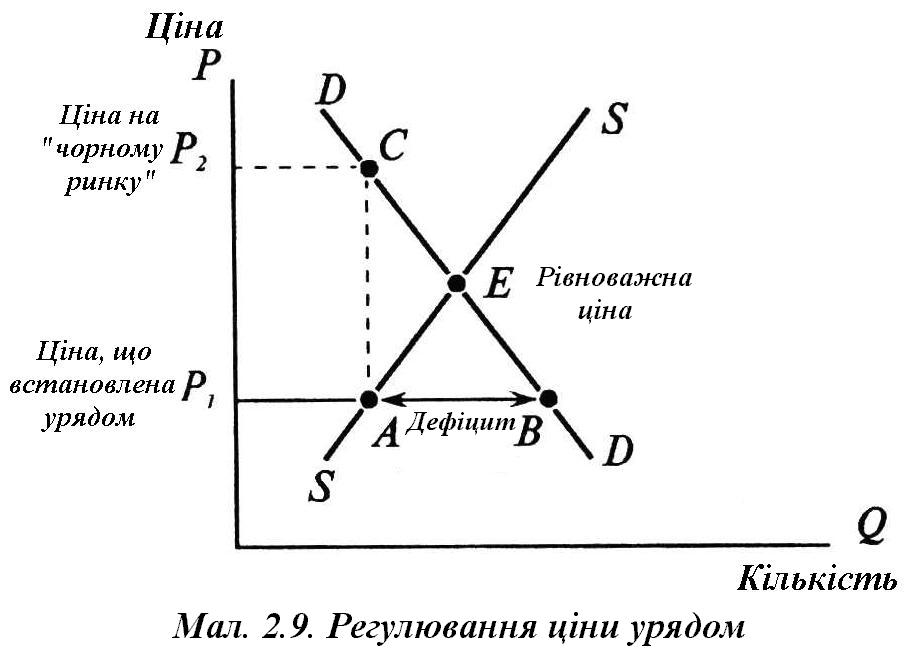 Ціна
P
D
S
Ціна на
"чорному P2
ринку"
C
E Рівноважна
ціна
Ціна, що
встановлена P1
урядом
A Дефіцит B
S
D
Q
Кількість
Мал. 2.9. Регулювання ціни урядом